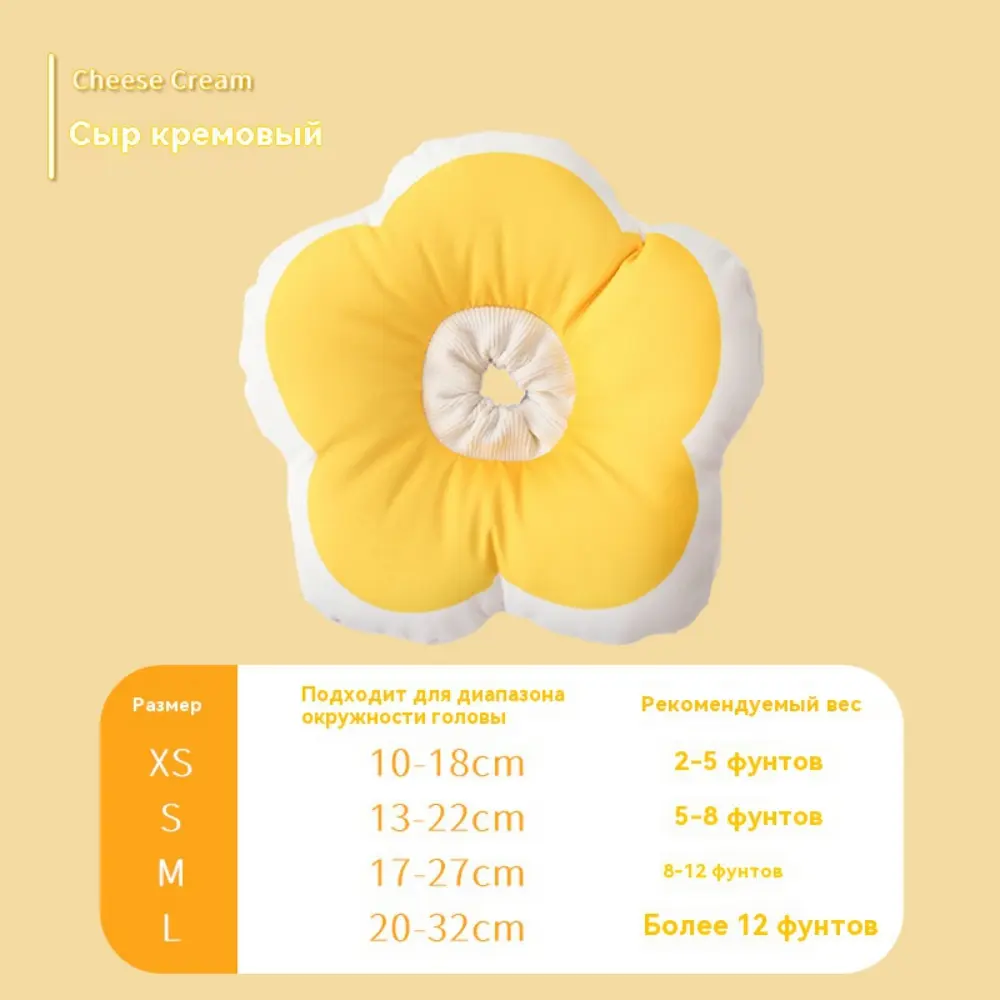 Cheese Cream
Сыр кремовый
Размер
Подходит для диапазона
окружности головы
Рекомендуемый вес
XS
10-18cm
2-5 фунтов
S
13-22cm
5-8 фунтов
M
17-27cm
8-12 фунтов
L
20-32cm
Более 12 фунтов